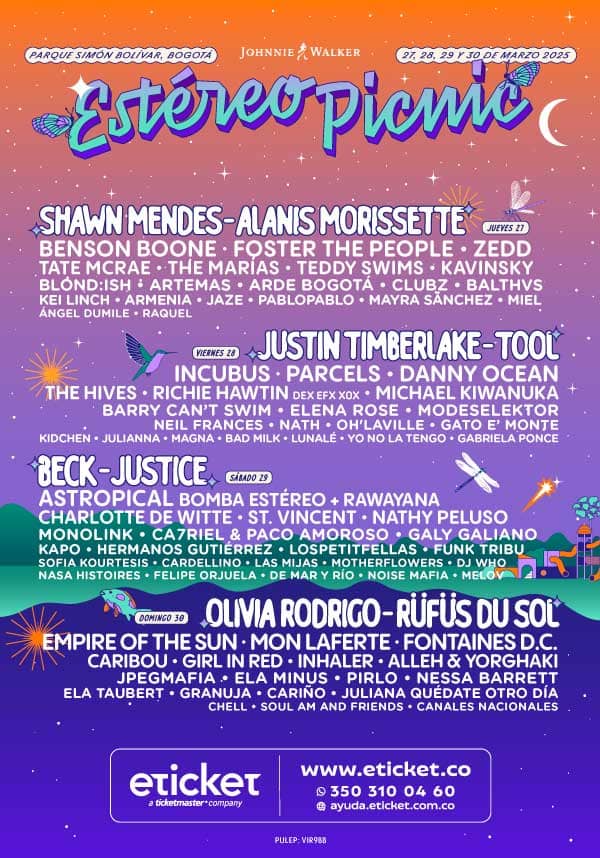 PARQUE SIMÓN BOLÍVAR, BOGOTÁ
JOHNNIE WALKER
27, 28, 29 Y 30 DE MARZO 2025
Estéreo Picnic
SHAWN MENDES - ALANIS MORISSETTE
JUEVES 27
BENSON BOONE · FOSTER THE PEOPLE · ZEDD
TATE MCRAE · THE MARÍAS · TEDDY SWIMS · KAVINSKY
BLOND:ISH · ARTEMAS · ARDE BOGOTÁ · CLUBZ · BALTHVS
KEI LINCH · ARMENIA · JAZE · PABLOPABLO · MAYRA SÁNCHEZ · MIEL
ÁNGEL DUMILE · RAQUEL
VIERNES 28
JUSTIN TIMBERLAKE - TOOL
INCUBUS · PARCELS · DANNY OCEAN
THE HIVES · RICHIE HAWTIN DEX EFX X0X · MICHAEL KIWANUKA
BARRY CAN'T SWIM · ELENA ROSE · MODESELEKTOR
NEIL FRANCES · NATH · OH'LAVILLE · GATO E' MONTE
KIDCHEN · JULIANNA · MAGNA · BAD MILK · LUNALÉ · YO NO LA TENGO · GABRIELA PONCE
BECK - JUSTICE
SÁBADO 29
ASTROPICAL BOMBA ESTÉREO + RAWAYANA
CHARLOTTE DE WITTE · ST. VINCENT · NATHY PELUSO
MONOLINK · CA7RIEL & PACO AMOROSO · GALY GALIANO
KAPO · HERMANOS GUTIÉRREZ · LOSPETITFELLAS · FUNK TRIBU
SOFIA KOURTESIS · CARDELLINO · LAS MIJAS · MOTHERFLOWERS · DJ WHO
NASA HISTOIRES · FELIPE ORJUELA · DE MAR Y RÍO · NOISE MAFIA · MELOV
DOMINGO 30
OLIVIA RODRIGO - RÜFÜS DU SOL
EMPIRE OF THE SUN · MON LAFERTE · FONTAINES D.C.
CARIBOU · GIRL IN RED · INHALER · ALLEH & YORGHAKI
JPEGMAFIA · ELA MINUS · PIRLO · NESSA BARRETT
ELA TAUBERT · GRANUJA · CARIÑO · JULIANA QUÉDATE OTRO DÍA
CHELL · SOUL AM AND FRIENDS · CANALES NACIONALES
eticket
a ticketmaster company
www.eticket.co
350 310 04 60
ayuda.eticket.com.co
PULEP: VIR988